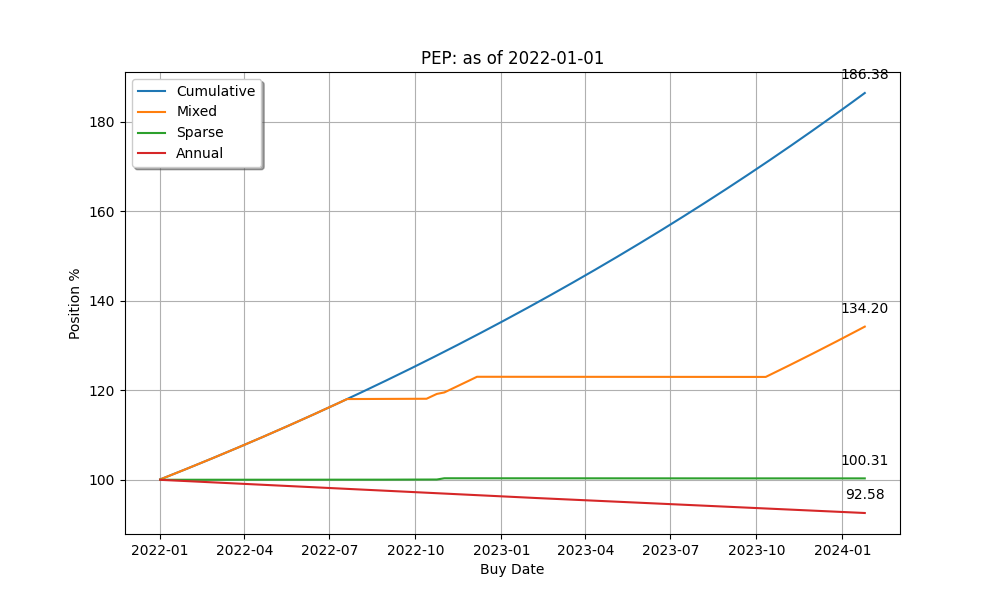 PEP: as of 2022-01-01
186.38
Cumulative
Mixed
Sparse
Annual
180
160
140
134.20
120
100.31
100
92.58
2022-01 2022-04 2022-07 2022-10 2023-01 2023-04 2023-07 2023-10 2024-01
Buy Date
Position %